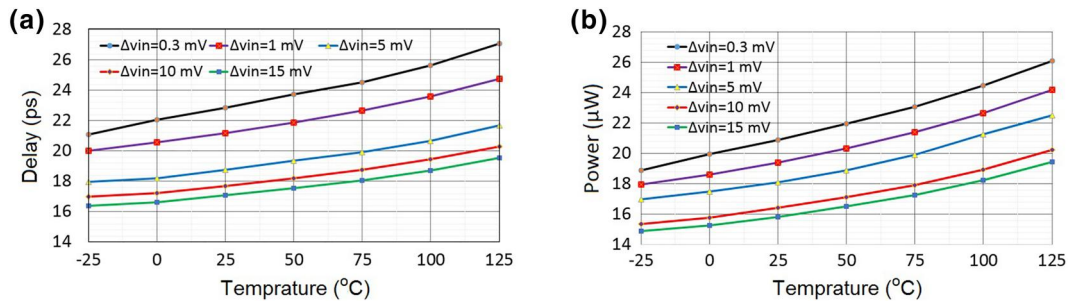 (a)
28
26
24
22
20
18
16
14
Delay (ps)
Δvin=0.3 mV Δvin=1 mV Δvin=5 mV
Δvin=10 mV Δvin=15 mV
-25 0 25 50 75 100 125
Temprature (°C)
(b)
28
26
24
22
20
18
16
14
Power (μW)
Δvin=0.3 mV
Δvin=1 mV
Δvin=5 mV
Δvin=10 mV
Δvin=15 mV
-25 0 25 50 75 100 125
Temprature (°C)